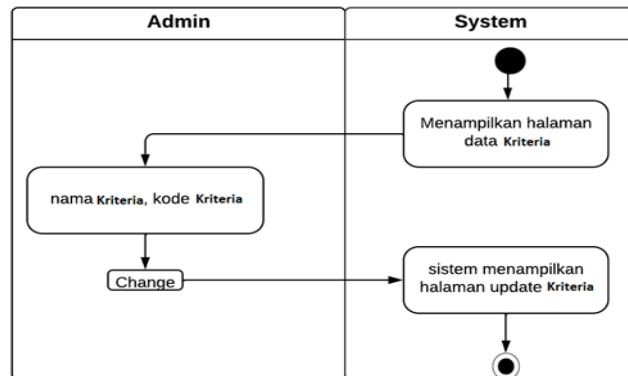 Admin
System
Menampilkan halaman
data Kriteria
nama Kriteria, kode Kriteria
Change
sistem menampilkan
halaman update Kriteria